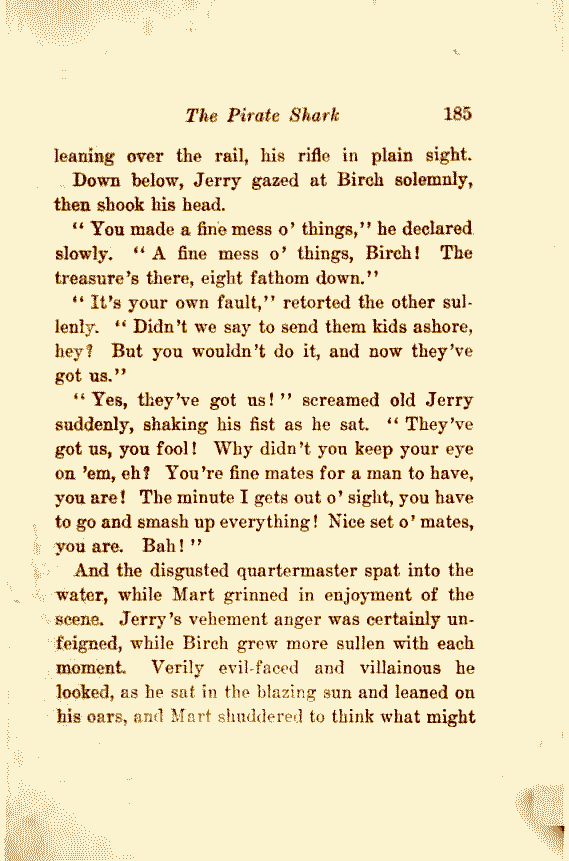 The Pirate Shark 185
leaning over the rail, his rifle in plain sight.
Down below, Jerry gazed at Birch solemnly,
then shook his head.
" You made a fine mess o' things," he declared
slowly. " A fine mess o' things, Birch! The
treasure's there, eight fathom down."
" It's your own fault," retorted the other sul-
lenly. " Didn't we say to send them kids ashore,
hey? But you wouldn't do it, and now they've
got us."
" Yes, they've got us! " screamed old Jerry
suddenly, shaking his fist as he sat. " They've
got us, you fool! Why didn't you keep your eye
on 'em, eh? You're fine mates for a man to have,
you are! The minute I gets out o' sight, you have
to go and smash up everything! Nice set o' mates,
you are. Bah! "
And the disgusted quartermaster spat into the
water, while Mart grinned in enjoyment of the
scene. Jerry's vehement anger was certainly un-
feigned, while Birch grew more sullen with each
moment. Verily evil-faced and villainous he
looked, as he sat in the blazing sun and leaned on
his oars, and Mart shuddered to think what might